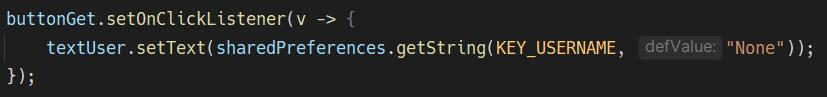 buttonGet.setOnClickListener(v -> {
    textUser.setText(sharedPreferences.getString(KEY_USERNAME, defValue: "None"));
});